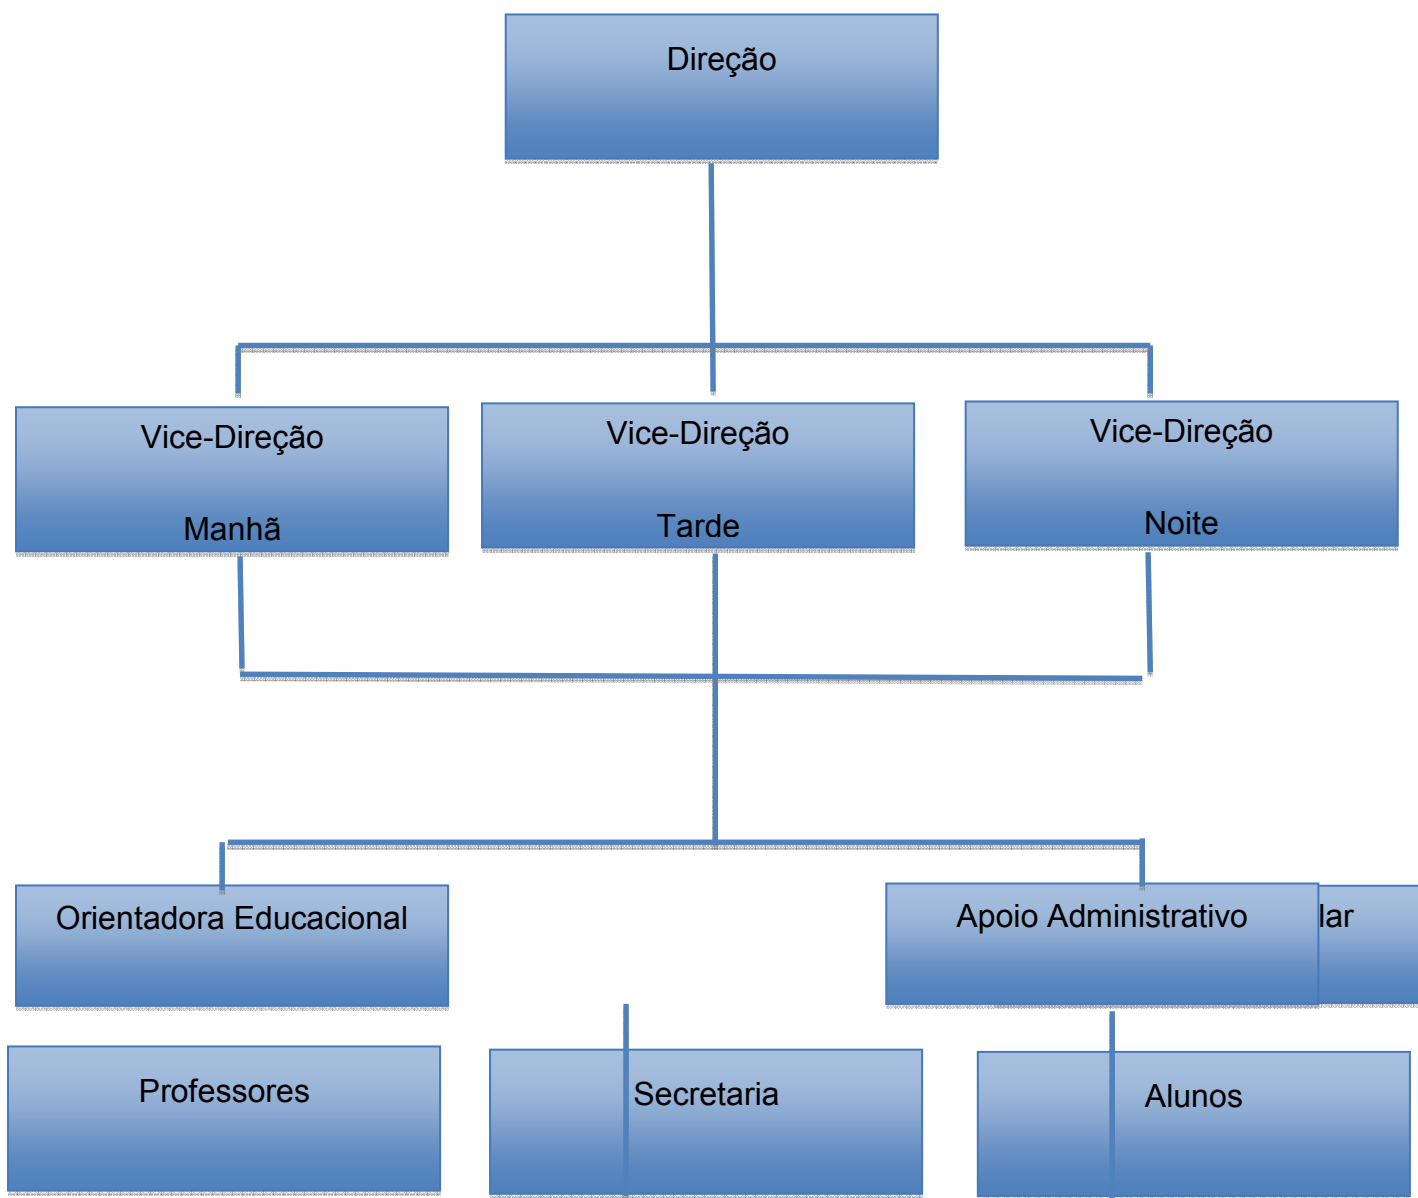 Direção
Vice-Direção
Manhã
Vice-Direção
Tarde
Vice-Direção
Noite
Orientadora Educacional
Apoio Administrativo
lar
Professores
Secretaria
Alunos